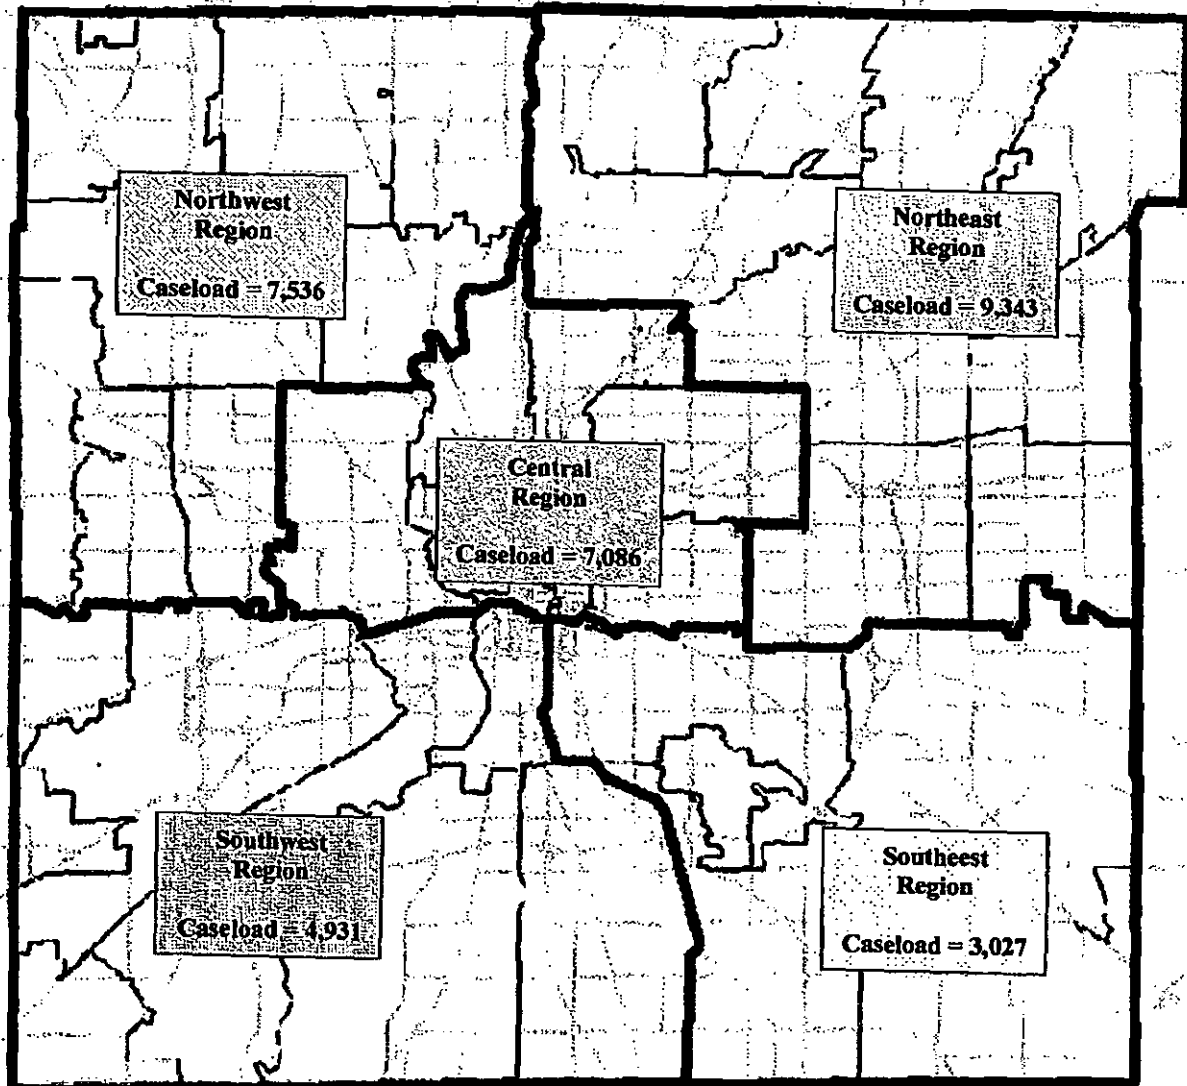 Northwest
Region
Caseload = 7,536
Northeast
Region
Caseload = 9,343
Central
Region
Caseload = 7,086
Southwest
Region
Caseload = 4,931
Southeest
Region
Caseload = 3,027